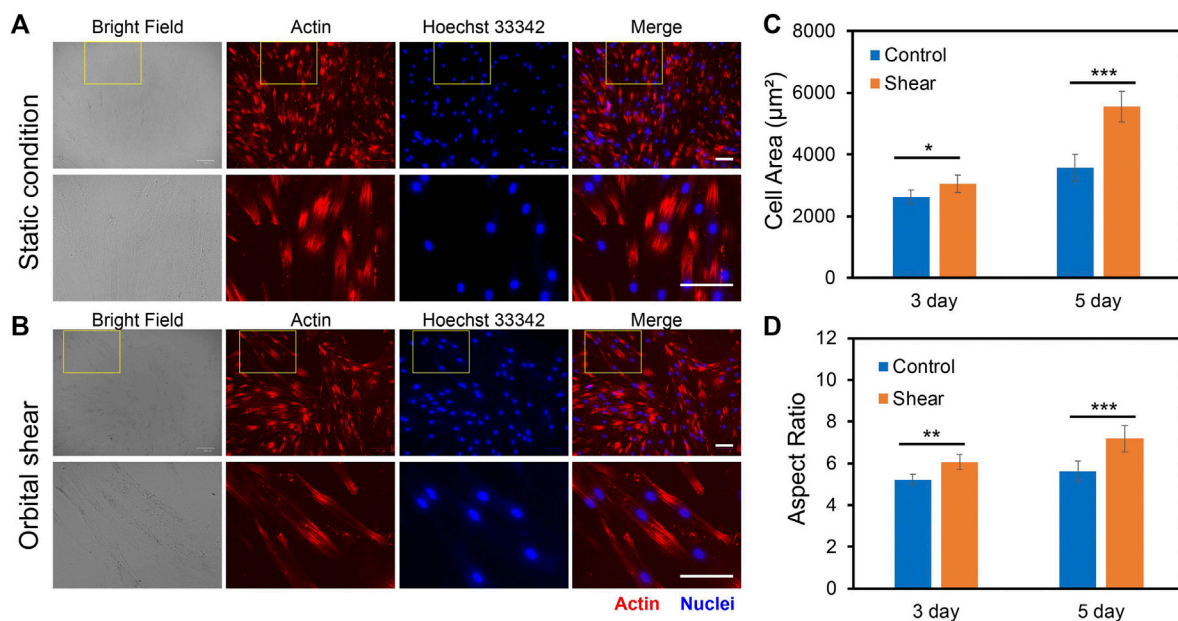 A
Bright Field Actin Hoechst 33342 Merge
Static condition
B
Bright Field Actin Hoechst 33342 Merge
Orbital shear
Actin Nuclei
C
8000
6000
4000
2000
0
Cell Area (µm²)
Control
Shear
*
***
3 day 5 day
D
12
10
8
6
4
2
0
Aspect Ratio
Control
Shear
**
***
3 day 5 day